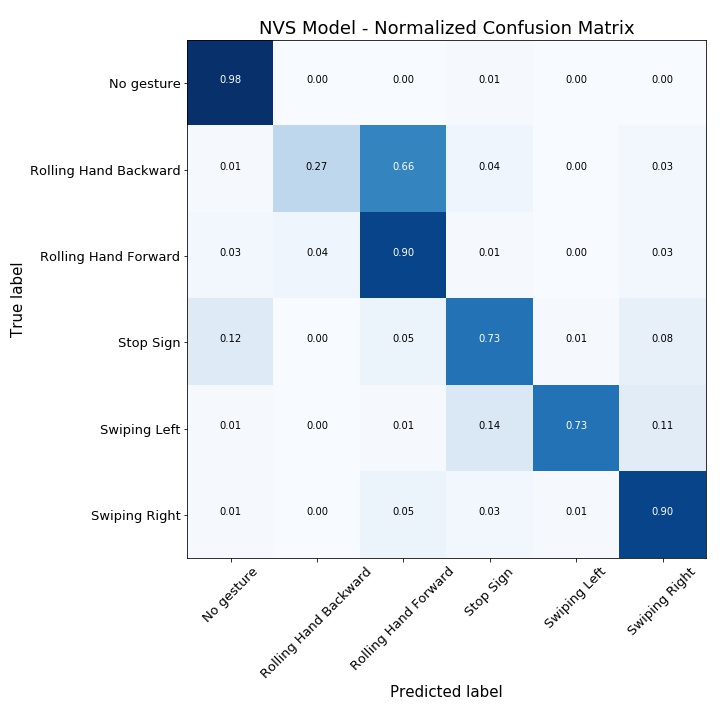 NVS Model - Normalized Confusion Matrix
True label
No gesture 0.98 0.00 0.00 0.01 0.00 0.00
Rolling Hand Backward 0.01 0.27 0.66 0.04 0.00 0.03
Rolling Hand Forward 0.03 0.04 0.90 0.01 0.00 0.03
Stop Sign 0.12 0.00 0.05 0.73 0.01 0.08
Swiping Left 0.01 0.00 0.01 0.14 0.73 0.11
Swiping Right 0.01 0.00 0.05 0.03 0.01 0.90
No gesture
Rolling Hand Backward
Rolling Hand Forward
Stop Sign
Swiping Left
Swiping Right
Predicted label